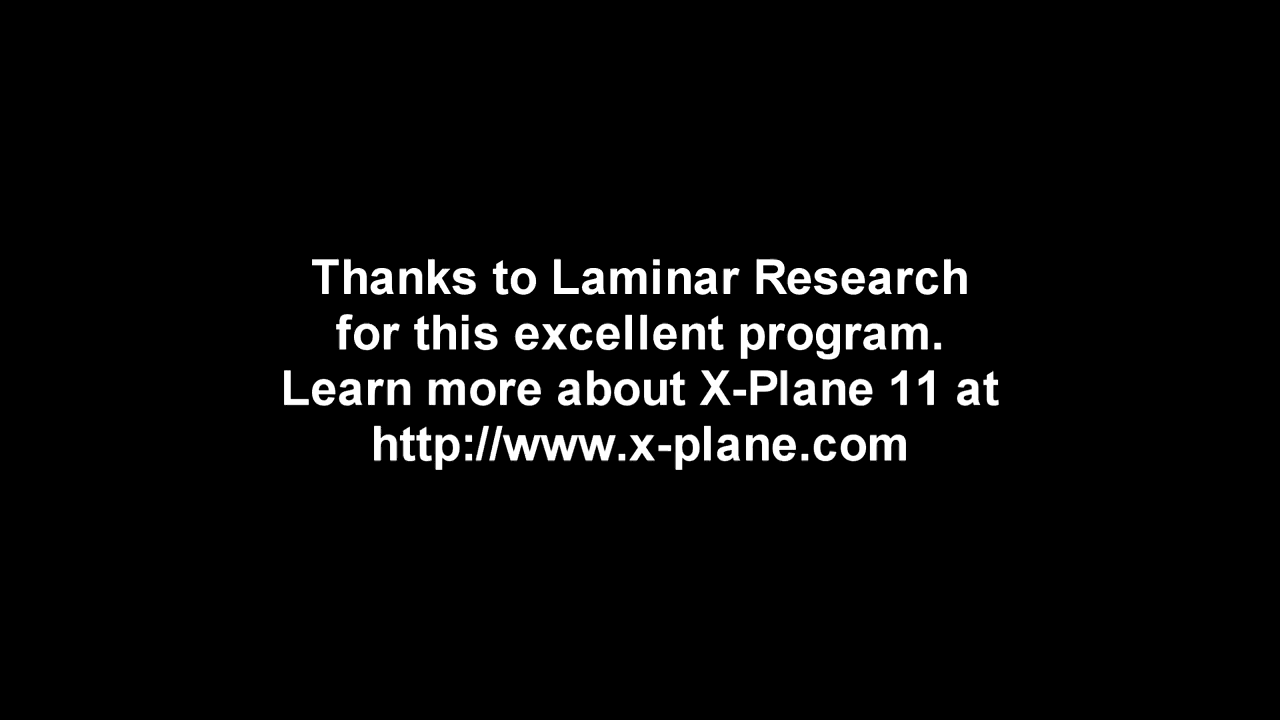 Thanks to Laminar Research
for this excellent program.
Learn more about X-Plane 11 at
http://www.x-plane.com